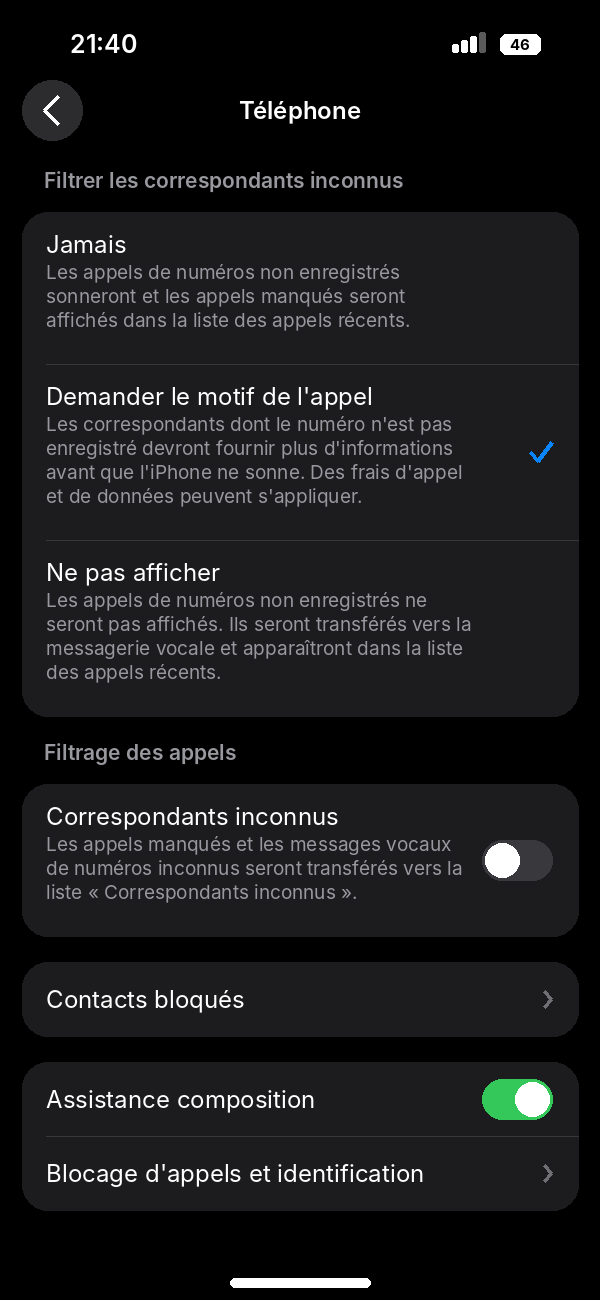 21:40
46
Téléphone
Filtrer les correspondants inconnus
Jamais
Les appels de numéros non enregistrés
sonneront et les appels manqués seront
affichés dans la liste des appels récents.
Demander le motif de l'appel
Les correspondants dont le numéro n'est pas
enregistré devront fournir plus d'informations
avant que l'iPhone ne sonne. Des frais d'appel
et de données peuvent s'appliquer.
Ne pas afficher
Les appels de numéros non enregistrés ne
seront pas affichés. Ils seront transférés vers la
messagerie vocale et apparaîtront dans la liste
des appels récents.
Filtrage des appels
Correspondants inconnus
Les appels manqués et les messages vocaux
de numéros inconnus seront transférés vers la
liste « Correspondants inconnus ».
Contacts bloqués
Assistance composition
Blocage d'appels et identification